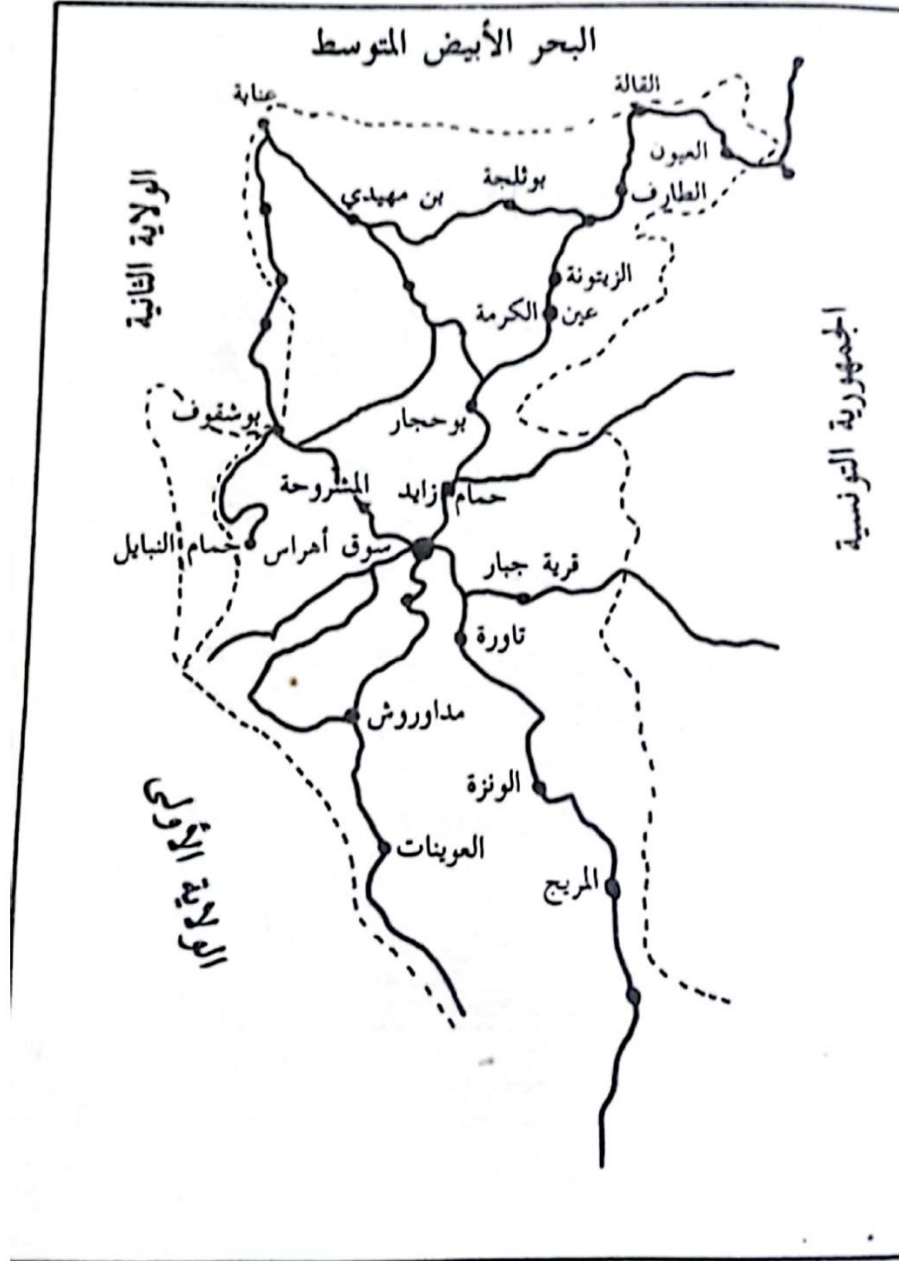 البحر الأبيض المتوسط
القالة
عنابة
العيون
بوثلجة
الطارف
بن مهيدي
الولاية الثانية
الزيتونة
عين الكرمة
الجمهورية التونسية
بوشقوف
بوحجار
المشروحة
حمام زايد
سوق أهراس
حمام النبايل
قرية جبار
تاورة
مداوروش
الونزة
الولاية الأولى
العوينات
المريج